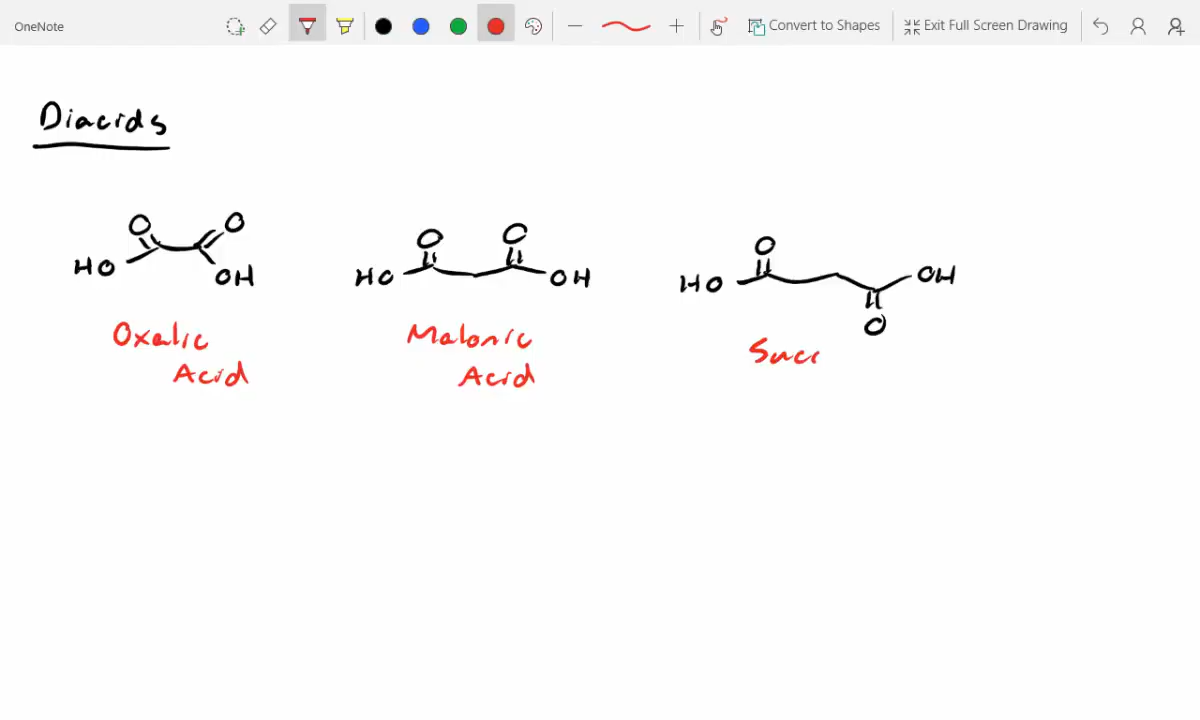 OneNote
Convert to Shapes
Exit Full Screen Drawing
Diacids
O O
HO OH
O O
HO OH
O
HO OH
O
Oxalic
Acid
Malonic
Acid
Succ